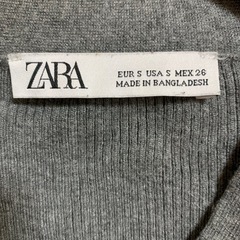 ZARA
EUR S USA S MEX 26
MADE IN BANGLADESH